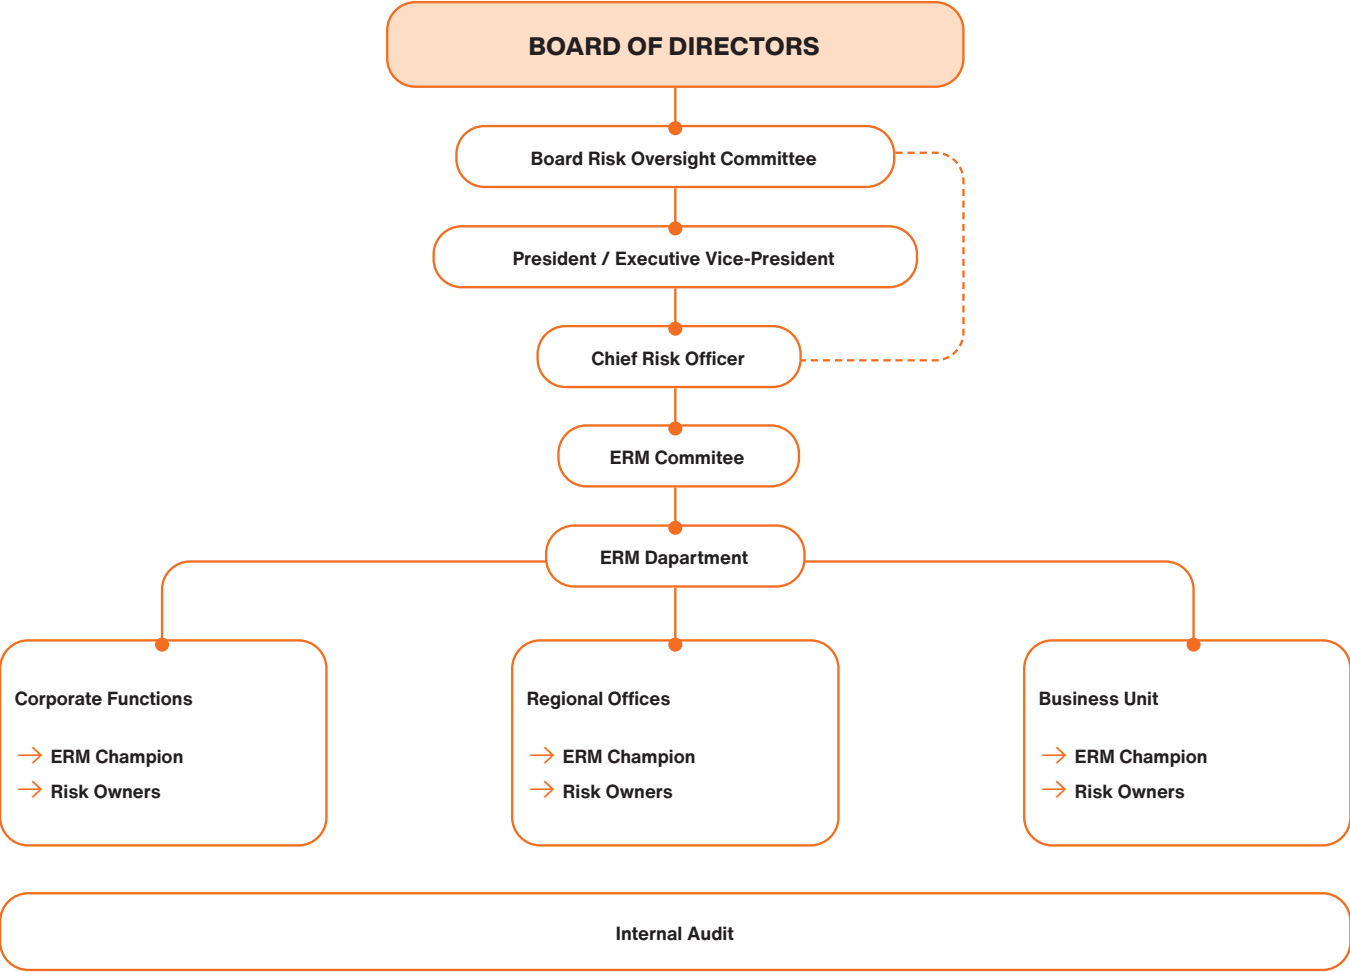 BOARD OF DIRECTORS
Board Risk Oversight Committee
President / Executive Vice-President
Chief Risk Officer
ERM Commitee
ERM Dapartment
Corporate Functions
→ ERM Champion
→ Risk Owners
Regional Offices
→ ERM Champion
→ Risk Owners
Business Unit
→ ERM Champion
→ Risk Owners
Internal Audit